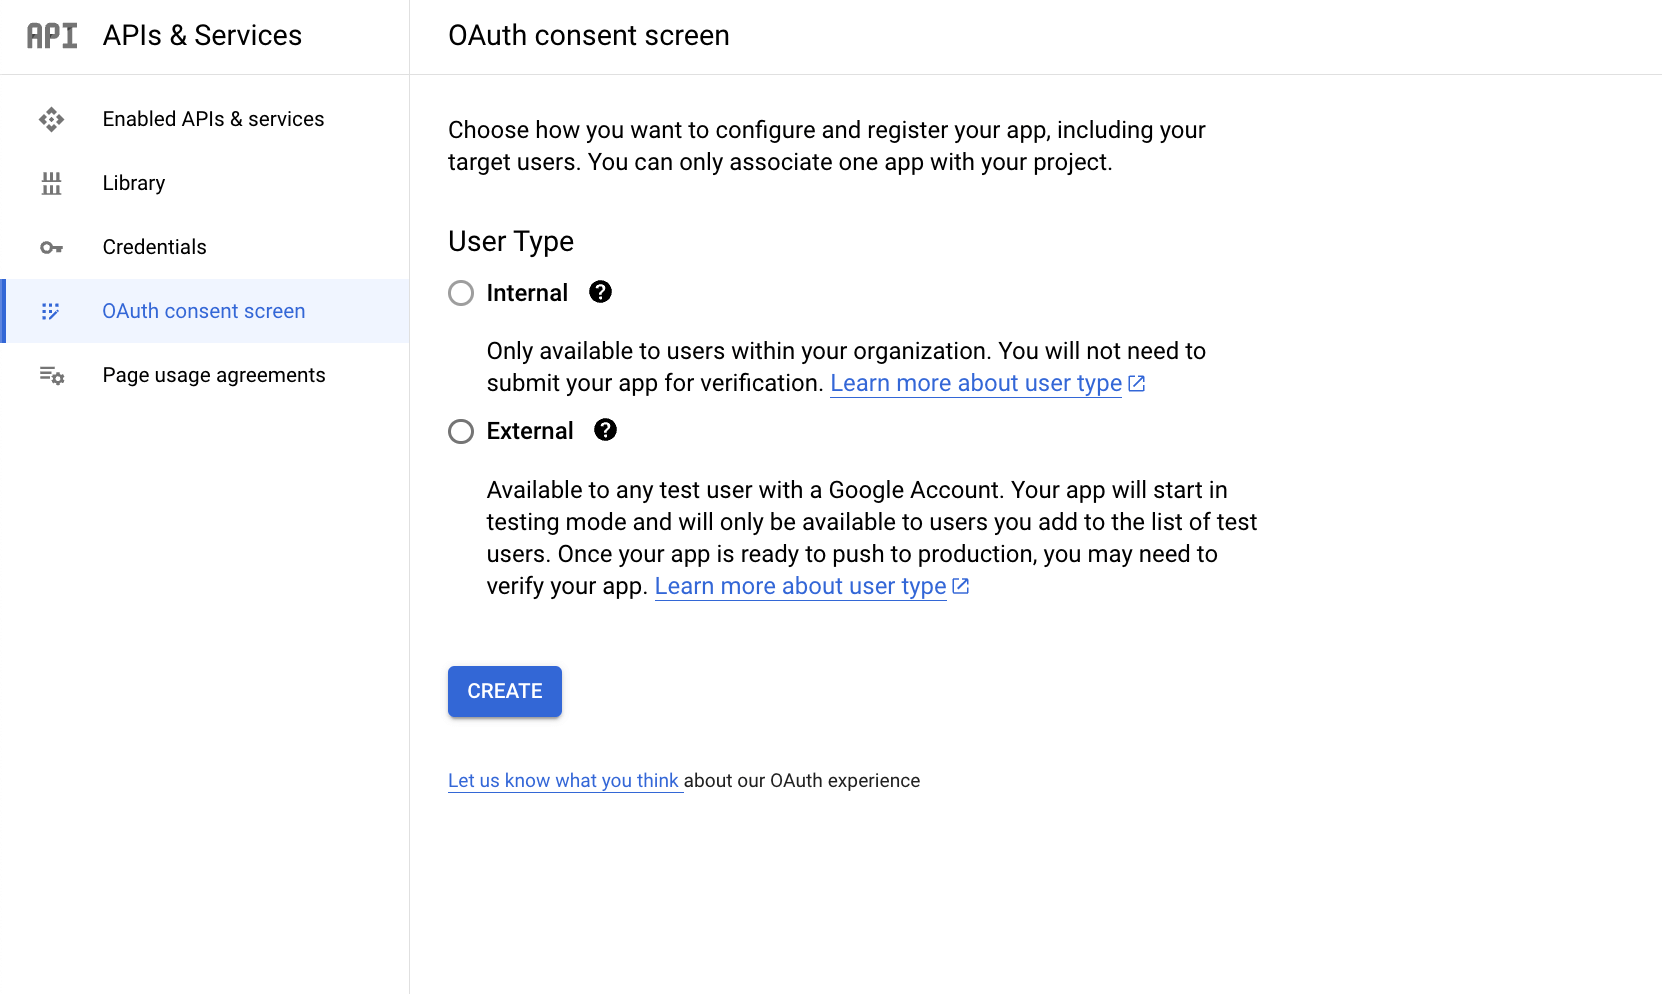 API APIs & Services
OAuth consent screen
Enabled APIs & services
Library
Credentials
OAuth consent screen
Page usage agreements
Choose how you want to configure and register your app, including your
target users. You can only associate one app with your project.
User Type
Internal ?
Only available to users within your organization. You will not need to
submit your app for verification. Learn more about user type
External ?
Available to any test user with a Google Account. Your app will start in
testing mode and will only be available to users you add to the list of test
users. Once your app is ready to push to production, you may need to
verify your app. Learn more about user type
CREATE
Let us know what you think about our OAuth experience